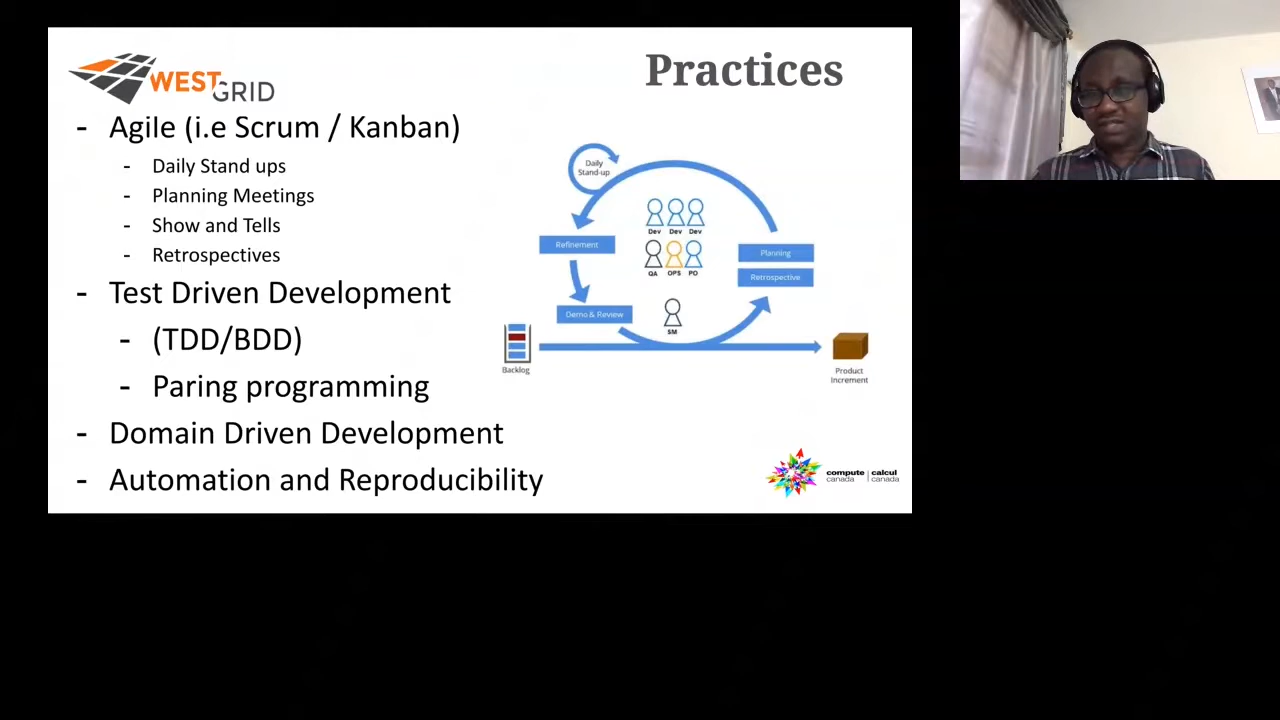 WESTGRID
Practices
- Agile (i.e Scrum / Kanban)
- Daily Stand ups
- Planning Meetings
- Show and Tells
- Retrospectives
- Test Driven Development
- (TDD/BDD)
- Paring programming
- Domain Driven Development
- Automation and Reproducibility
Daily
Stand-up
Dev Dev Dev
QA OPS PO
SM
Refinement
Demo & Review
Planning
Retrospective
Backlog
Product
Increment
compute | calcul
canada | canada